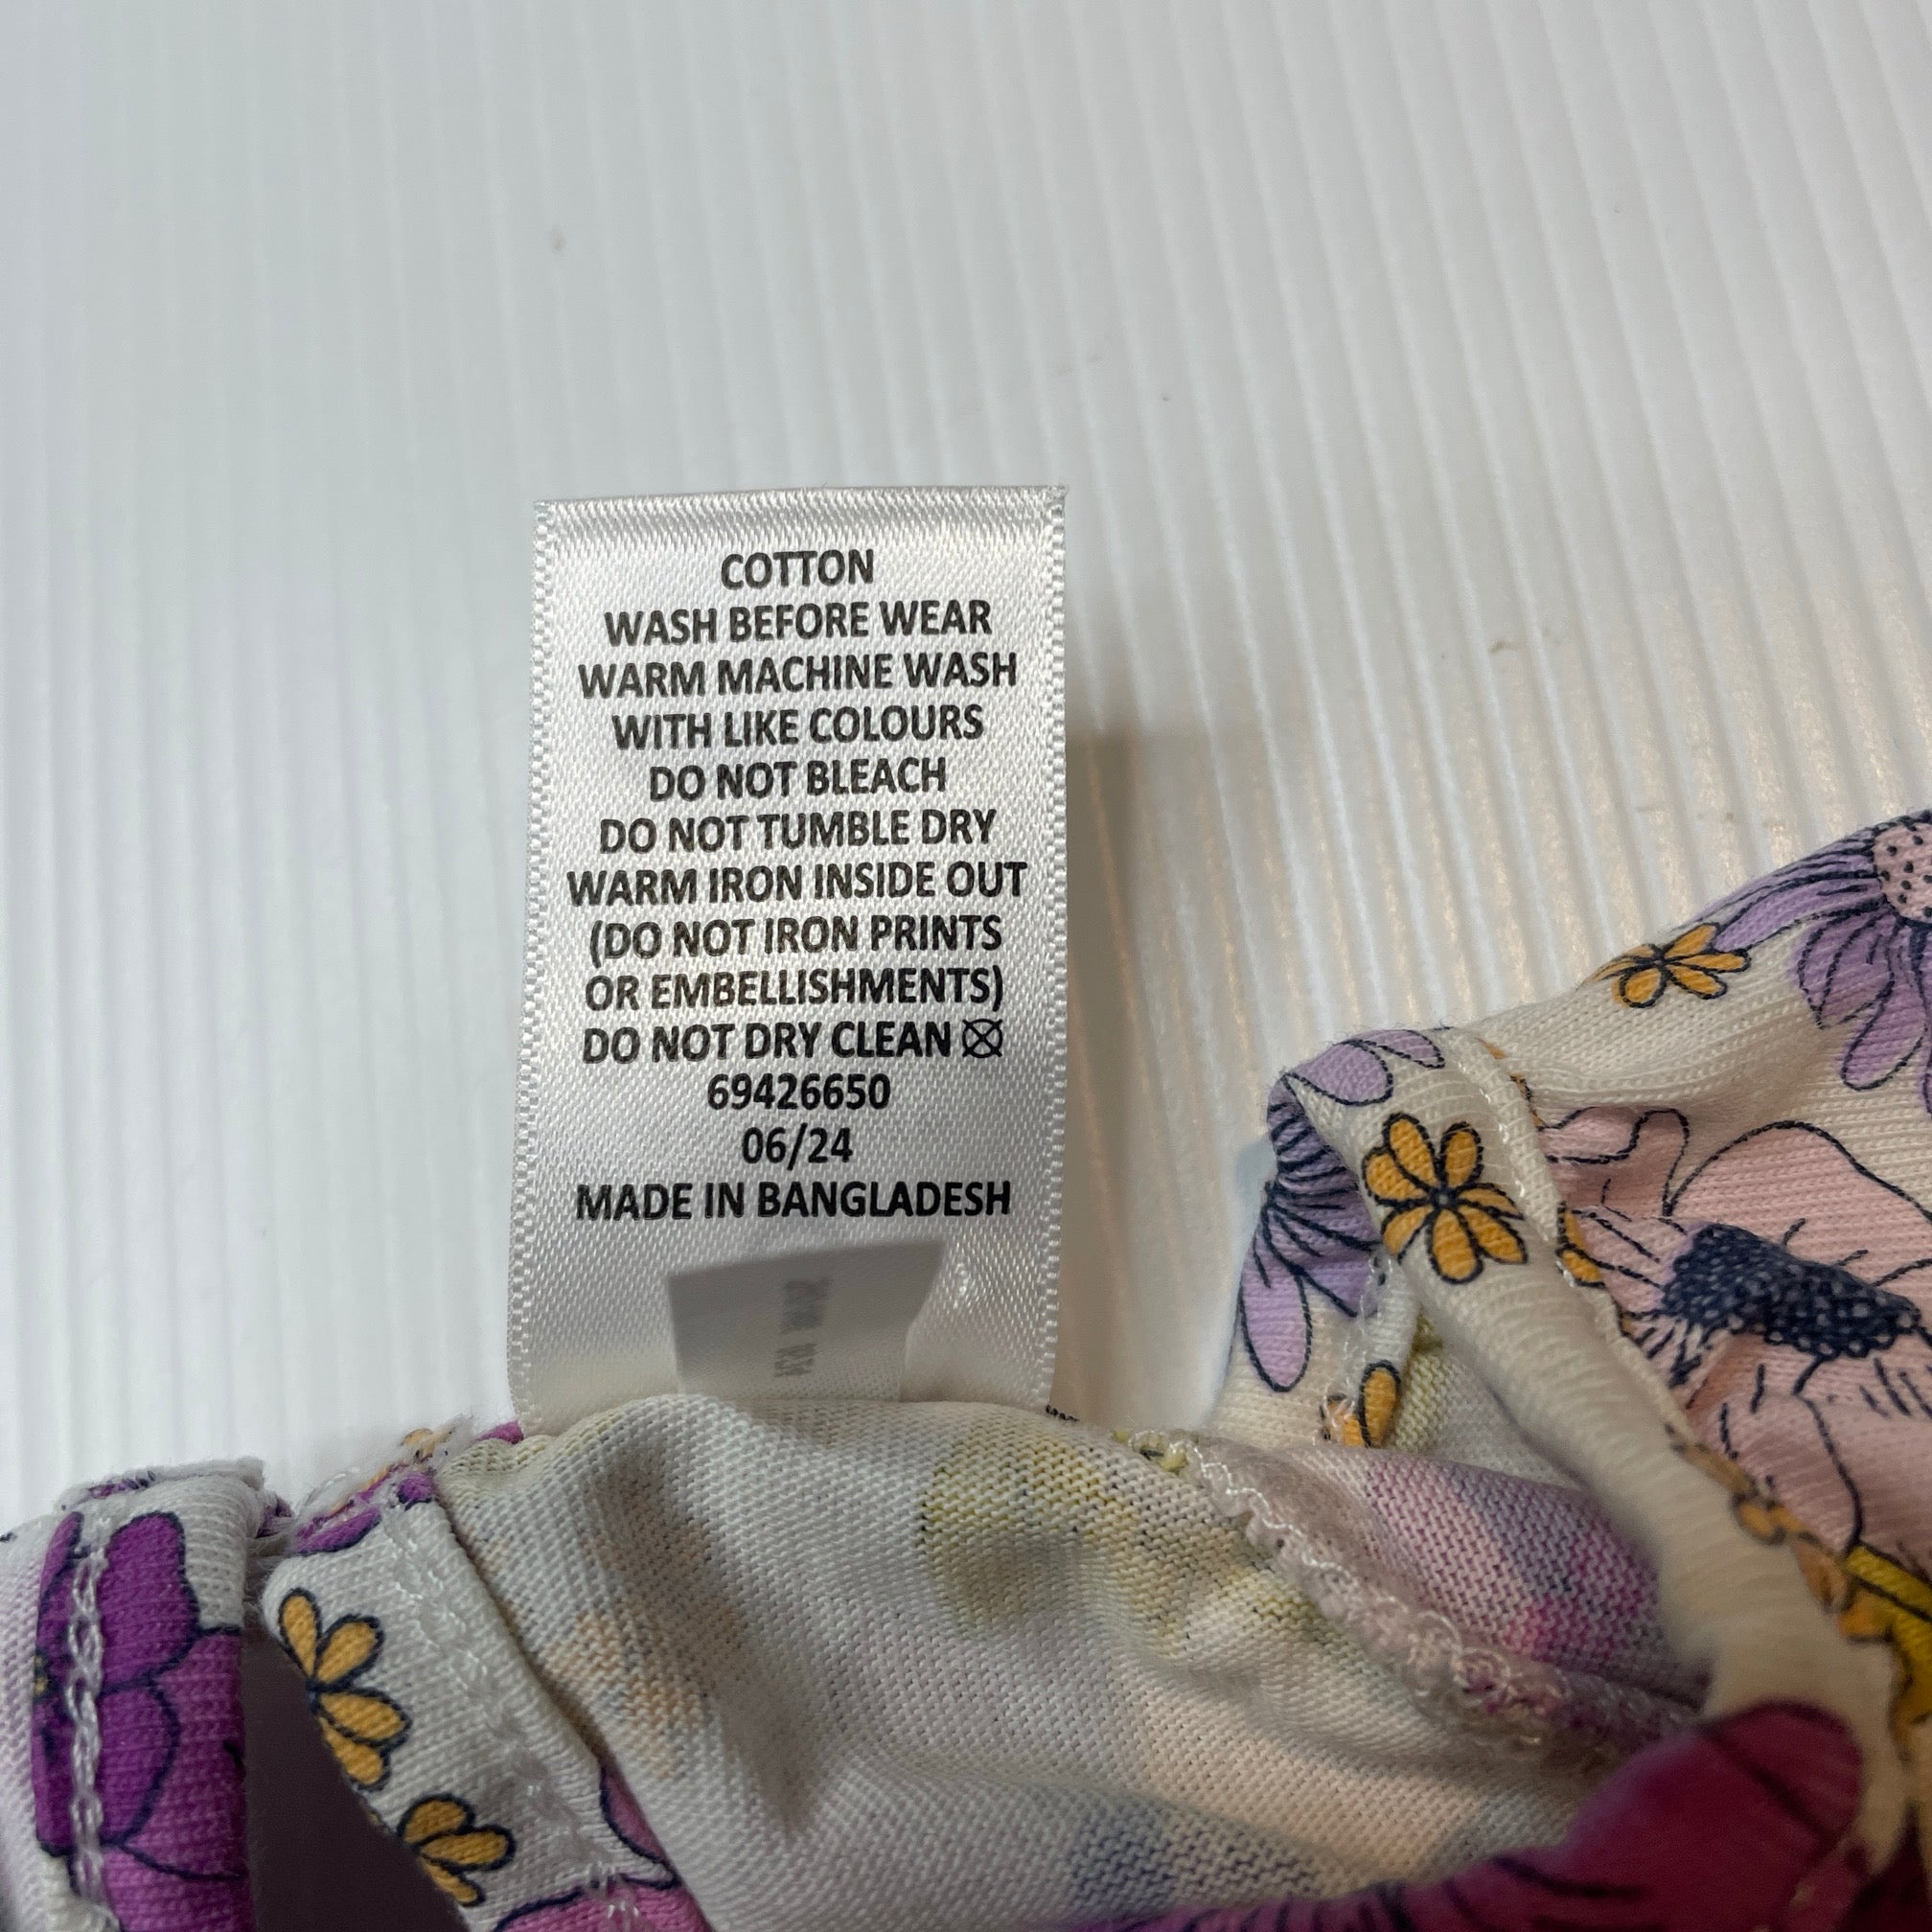 COTTON
WASH BEFORE WEAR
WARM MACHINE WASH
WITH LIKE COLOURS
DO NOT BLEACH
DO NOT TUMBLE DRY
WARM IRON INSIDE OUT
(DO NOT IRON PRINTS
OR EMBELLISHMENTS)
DO NOT DRY CLEAN
69426650
06/24
MADE IN BANGLADESH